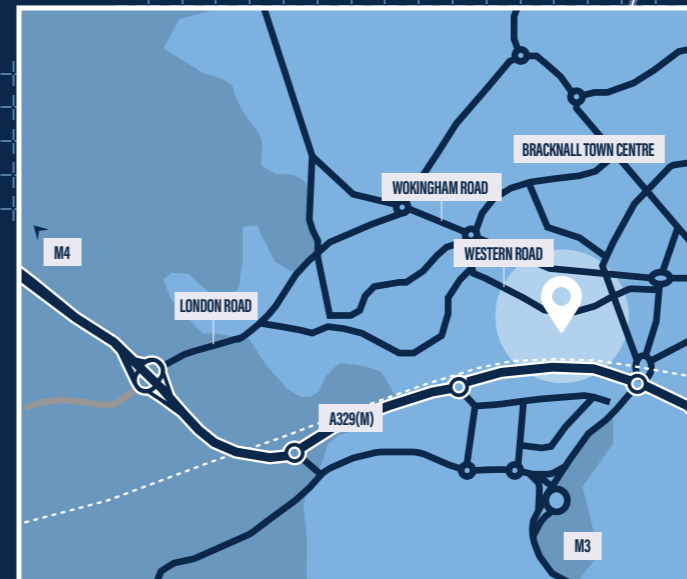 BRACKNALL TOWN CENTRE
WOKINGHAM ROAD
WESTERN ROAD
M4
LONDON ROAD
A329(M)
M3